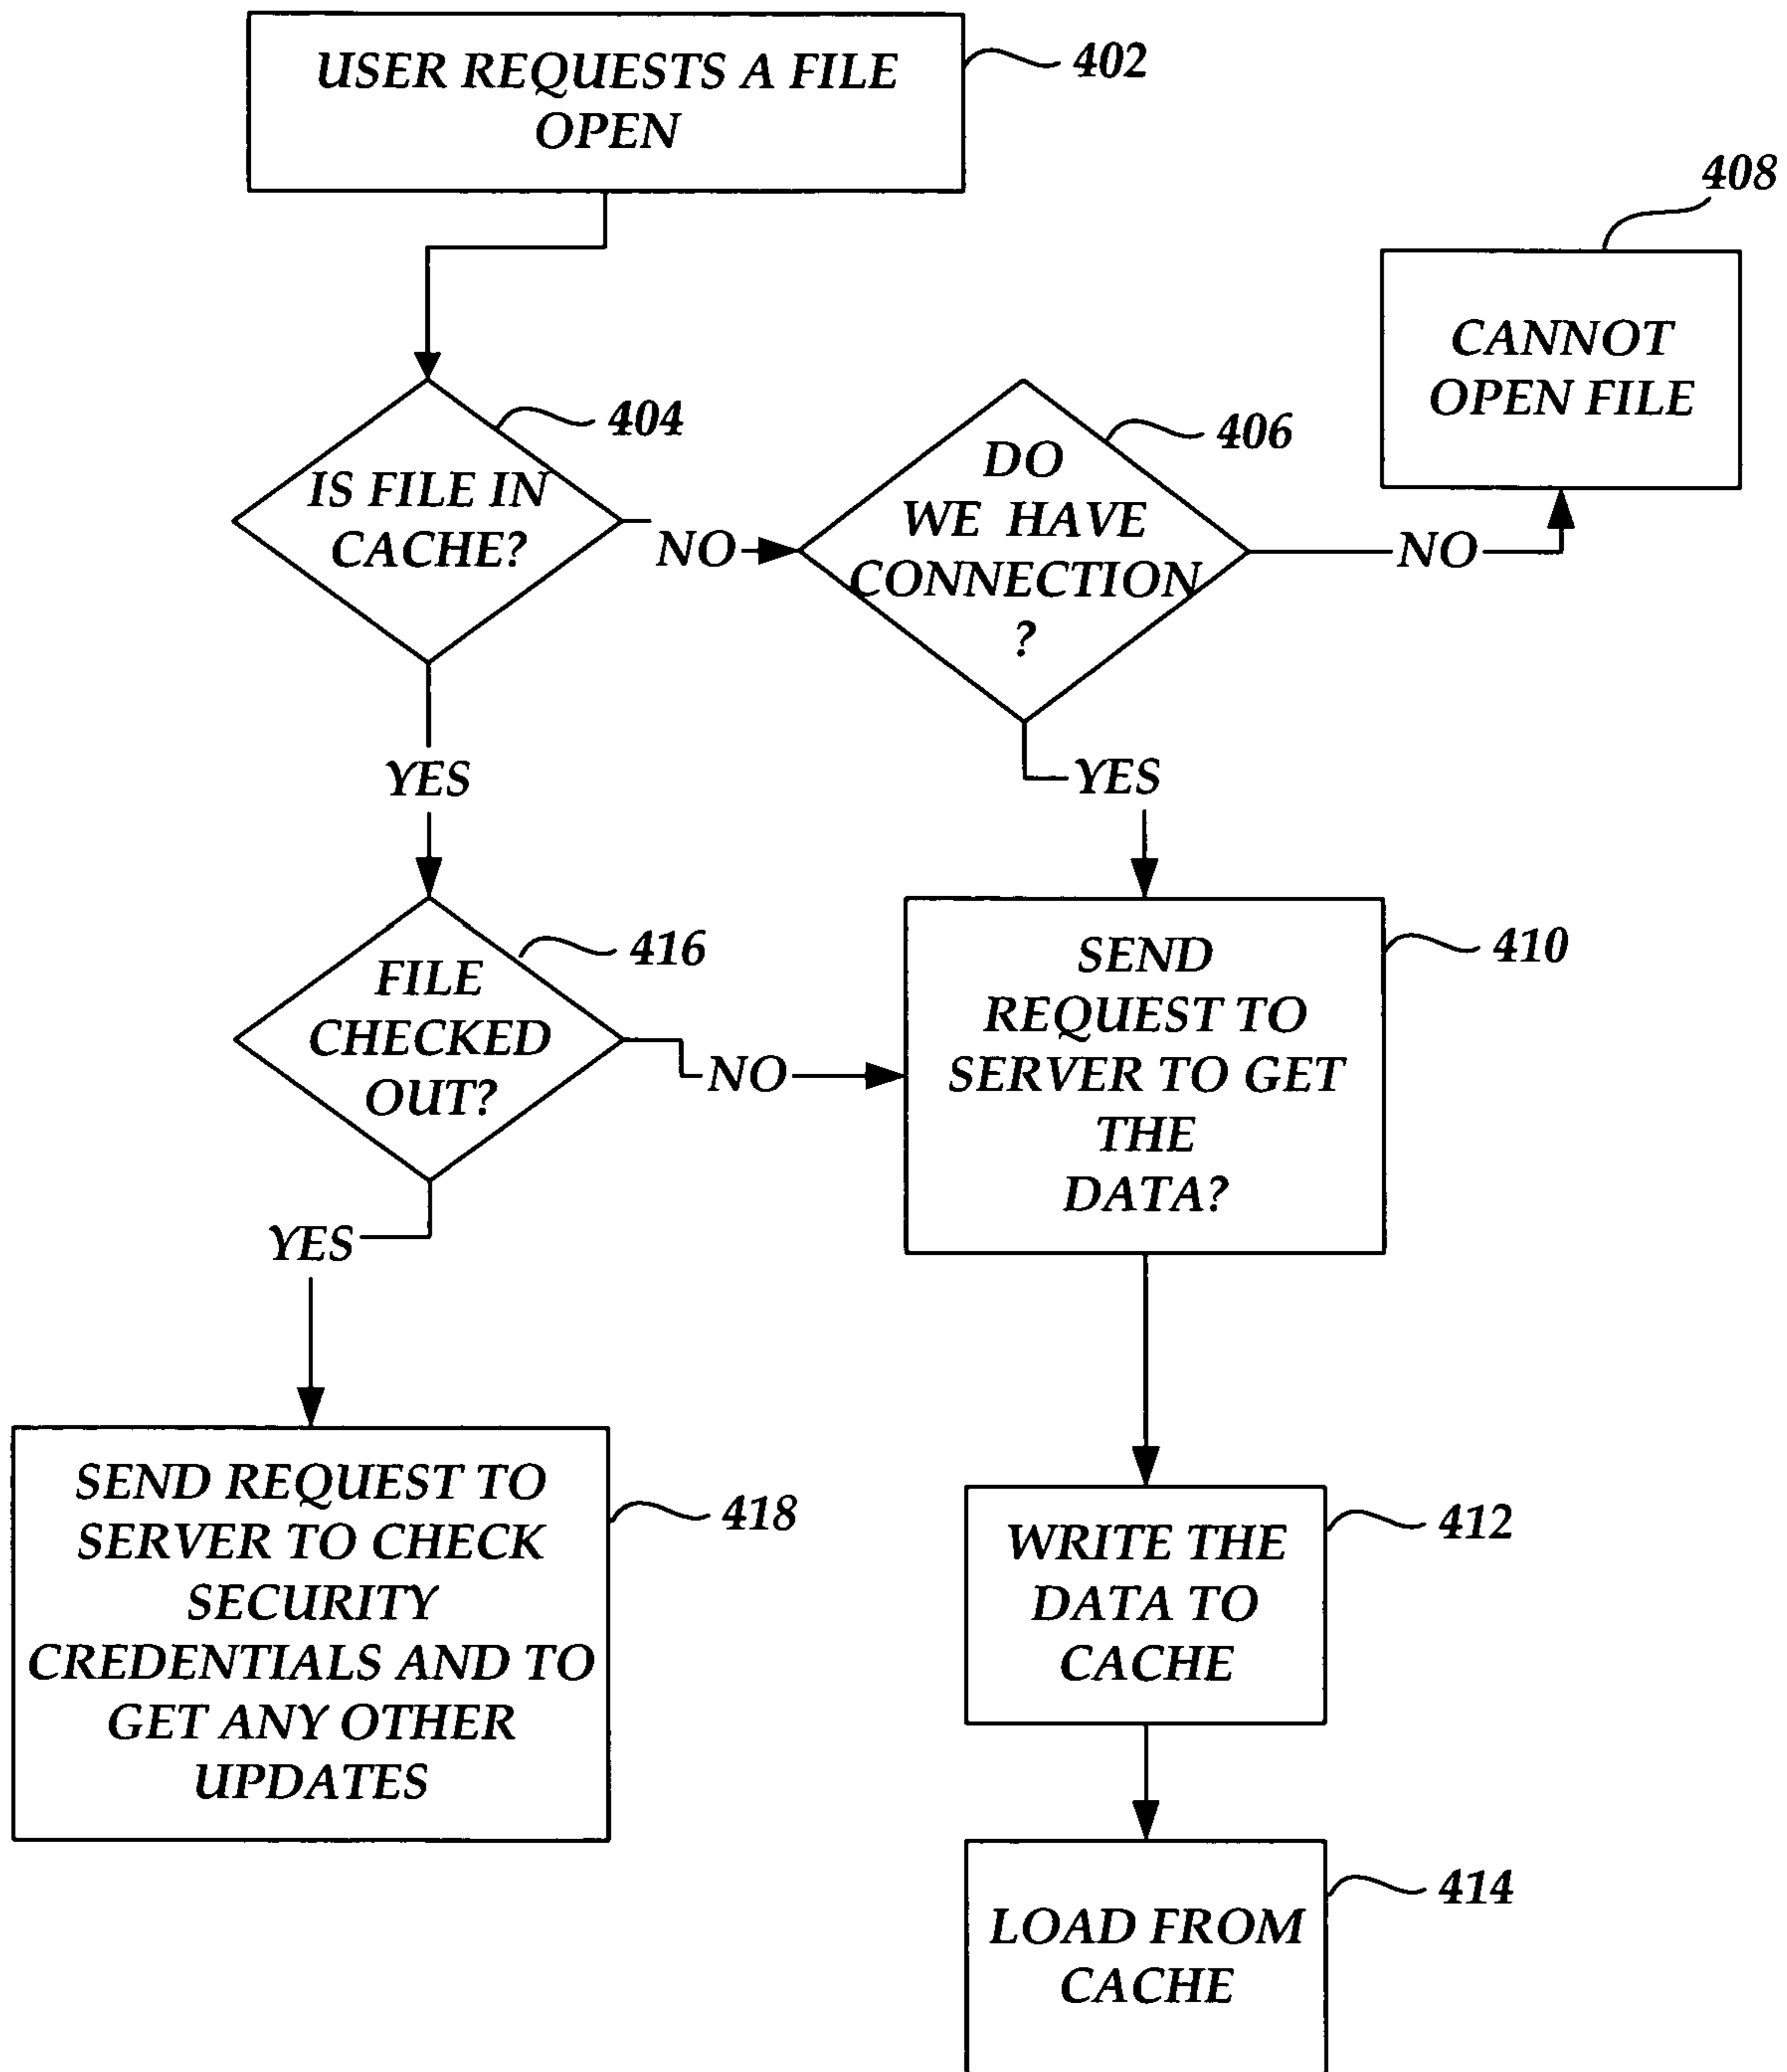 USER REQUESTS A FILE
OPEN
402
408
CANNOT
OPEN FILE
404
IS FILE IN
CACHE?
NO
406
DO
WE HAVE
CONNECTION
?
NO
YES
YES
416
FILE
CHECKED
OUT?
NO
410
SEND
REQUEST TO
SERVER TO GET
THE
DATA?
YES
418
SEND REQUEST TO
SERVER TO CHECK
SECURITY
CREDENTIALS AND TO
GET ANY OTHER
UPDATES
412
WRITE THE
DATA TO
CACHE
414
LOAD FROM
CACHE